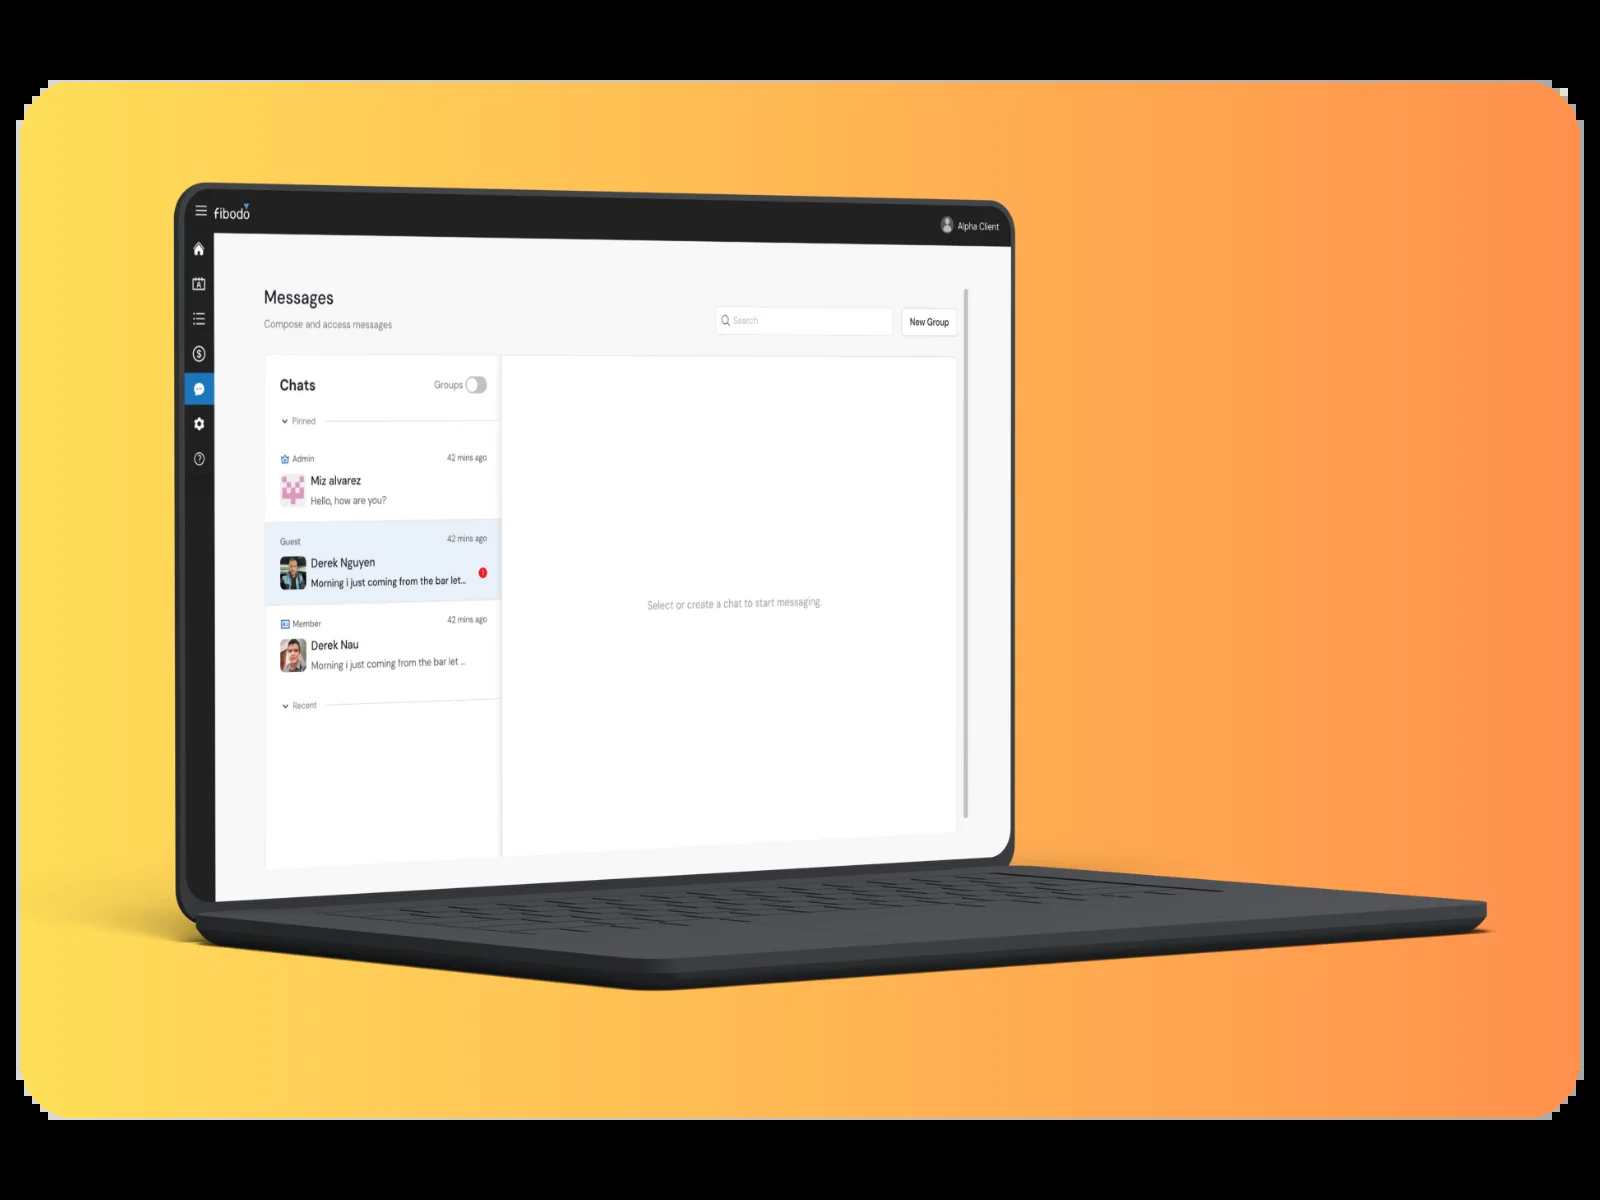 fibodo
Alpha Client
Messages
Compose and access messages
Search
New Group
Chats
Groups
Pinned
Admin
42 mins ago
Miz alvarez
Hello, how are you?
Guest
42 mins ago
Derek Nguyen
Morning i just coming from the bar let...
Member
42 mins ago
Derek Nau
Morning i just coming from the bar let ...
Recent
Select or create a chat to start messaging